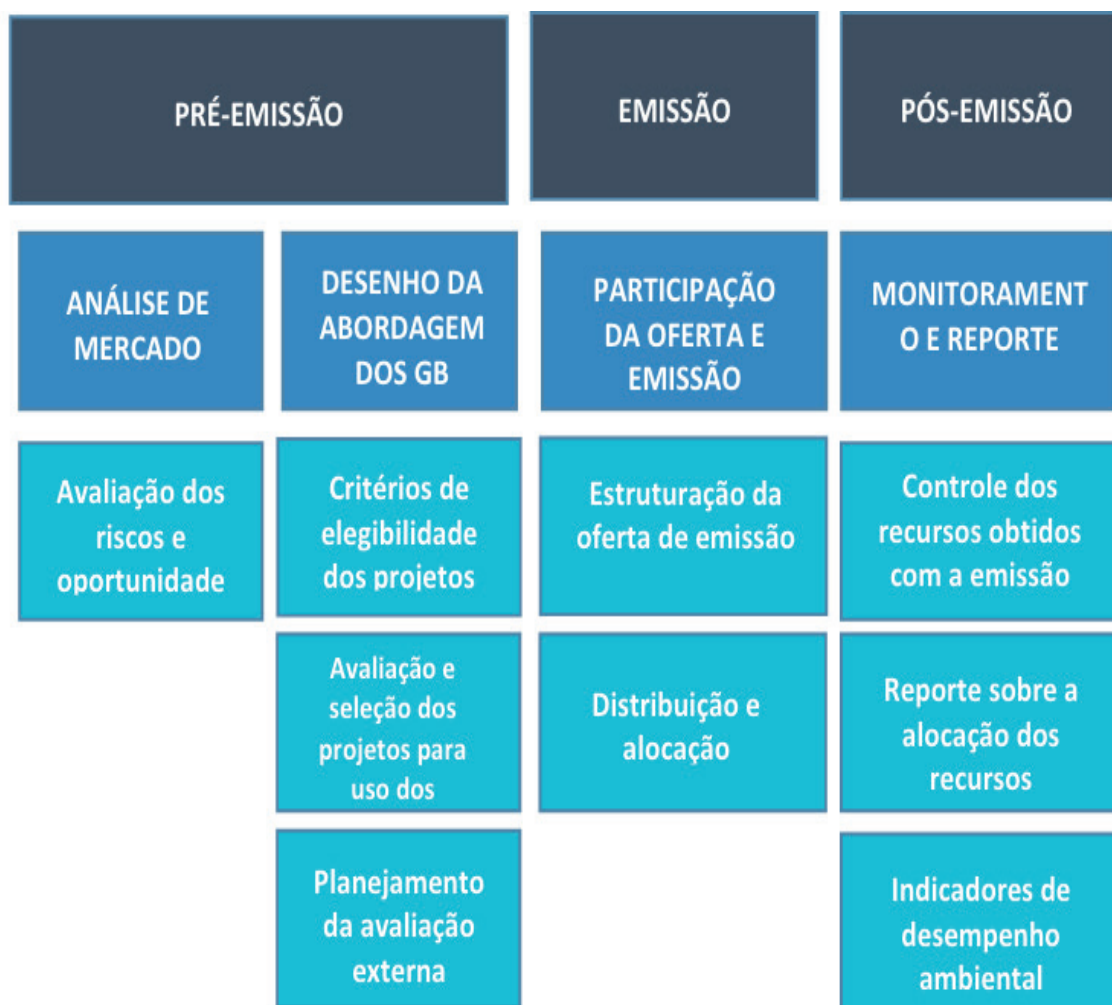 PRÉ-EMISSÃO
EMISSÃO
PÓS-EMISSÃO
ANÁLISE DE
MERCADO
DESENHO DA
ABORDAGEM
DOS GB
PARTICIPAÇÃO
DA OFERTA E
EMISSÃO
MONITORAMENT
O E REPORTE
Avaliação dos
riscos e
oportunidade
Critérios de
elegibilidade
dos projetos
Estruturação da
oferta de emissão
Controle dos
recursos obtidos
com a emissão
Avaliação e
seleção dos
projetos para
uso dos
Distribuição e
alocação
Reporte sobre a
alocação dos
recursos
Planejamento
da avaliação
externa
Indicadores de
desempenho
ambiental